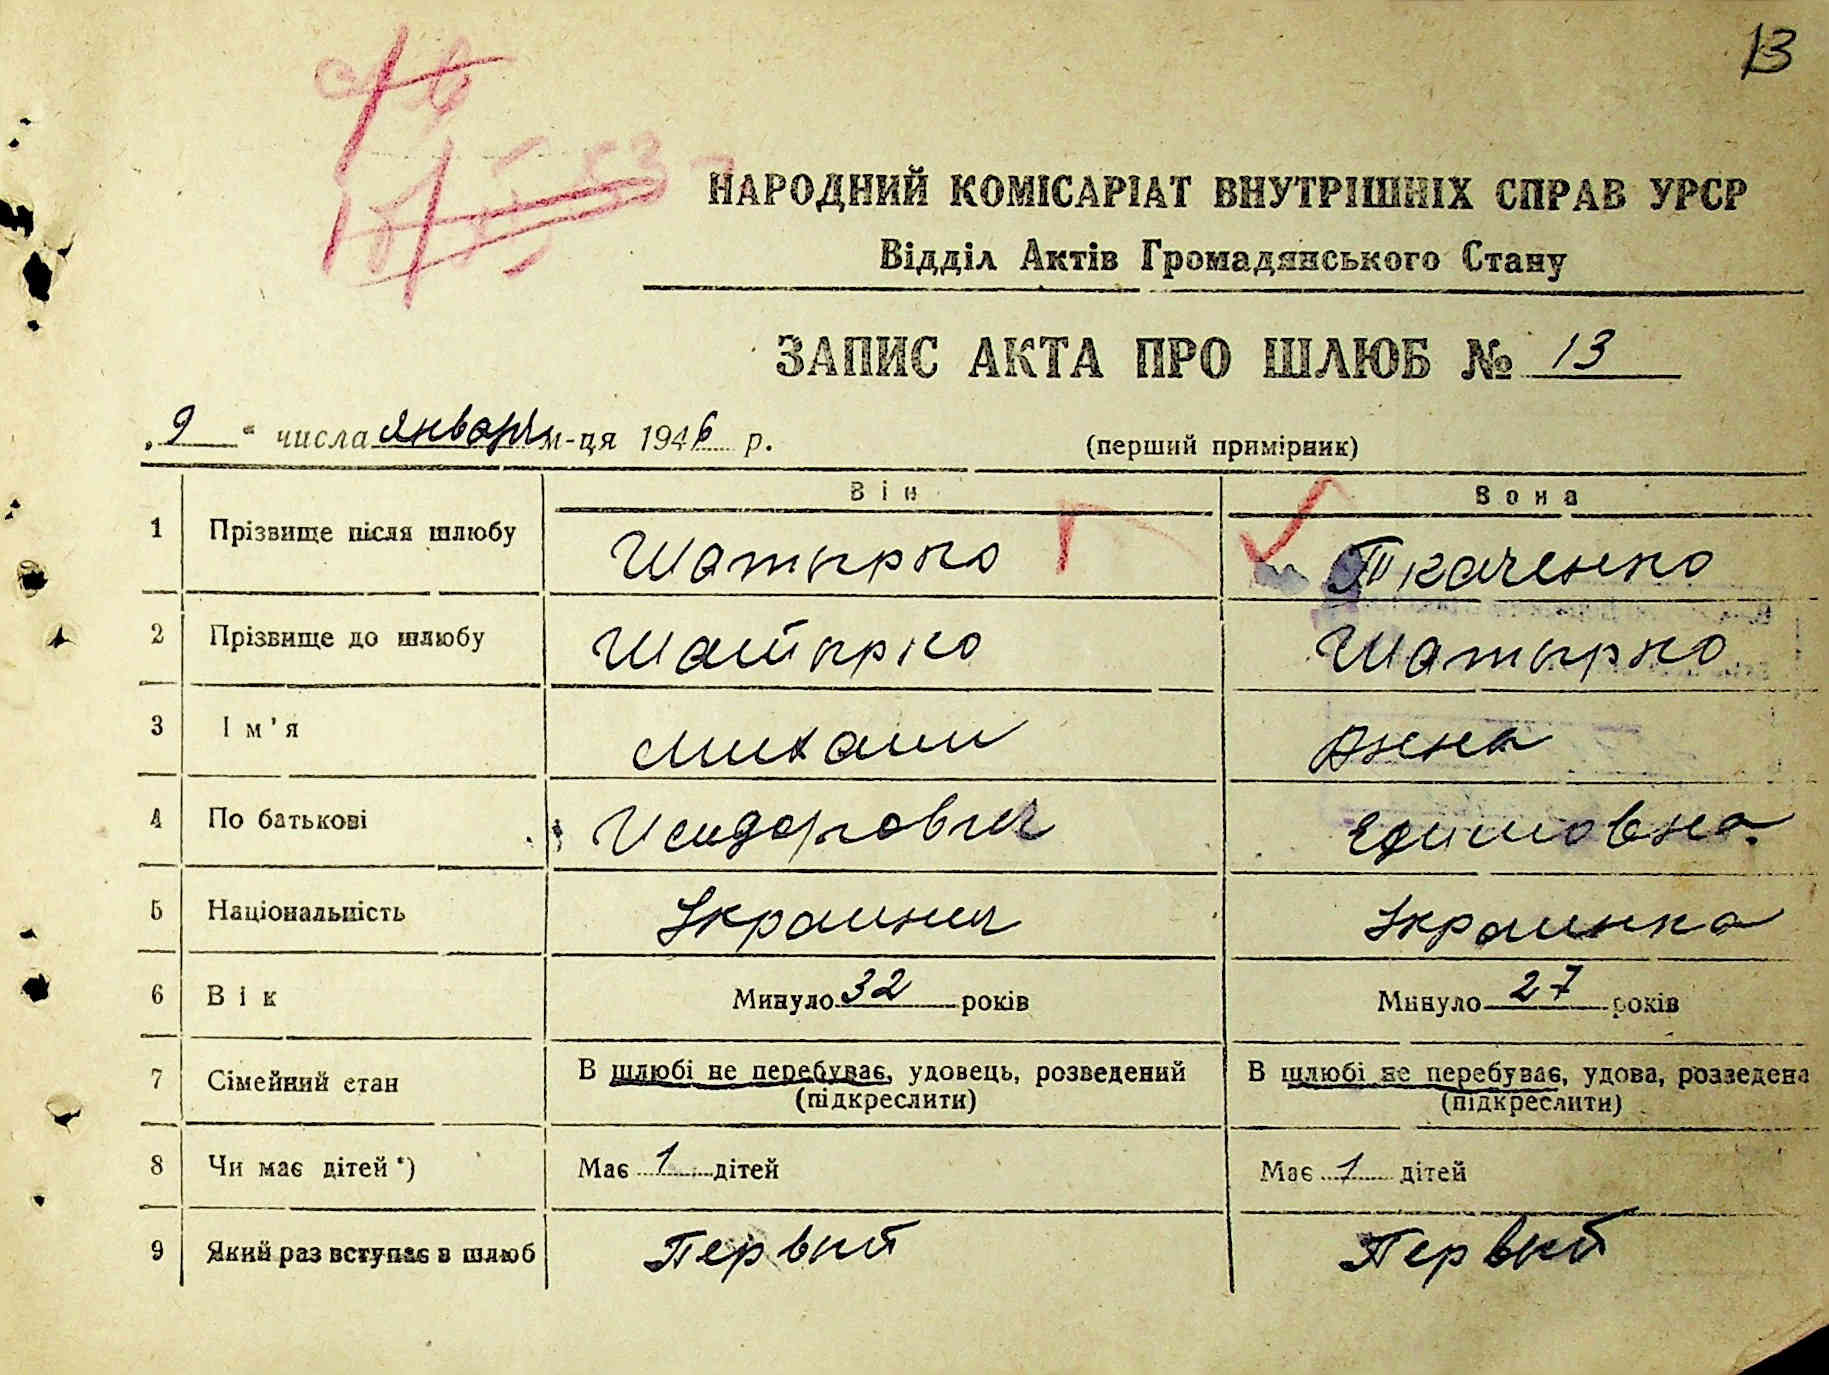 13
НАРОДНИЙ КОМІСАРІАТ ВНУТРІШНІХ СПРАВ УРСР
Відділ Актів Громадянського Стану
ЗАПИС АКТА ПРО ШЛЮБ № 13
„9" числа января м-ця 1946 р. (перший примірник)
Він Вона
1 Прізвище після шлюбу Шатырко Ткаченко
2 Прізвище до шлюбу Шатырко Шатырко
3 Ім'я Михаил Анна
4 По батькові Исидорович Ефимовна
5 Національність Украинец Украинка
6 Вік Минуло 32 років Минуло 27 років
7 Сімейний стан В шлюбі не перебуває, удовець, розведений В шлюбі не перебуває, удова, розведена
(підкреслити) (підкреслити)
8 Чи має дітей*) Має 1 дітей Має 1 дітей
9 Який раз вступає в шлюб Первый Первый